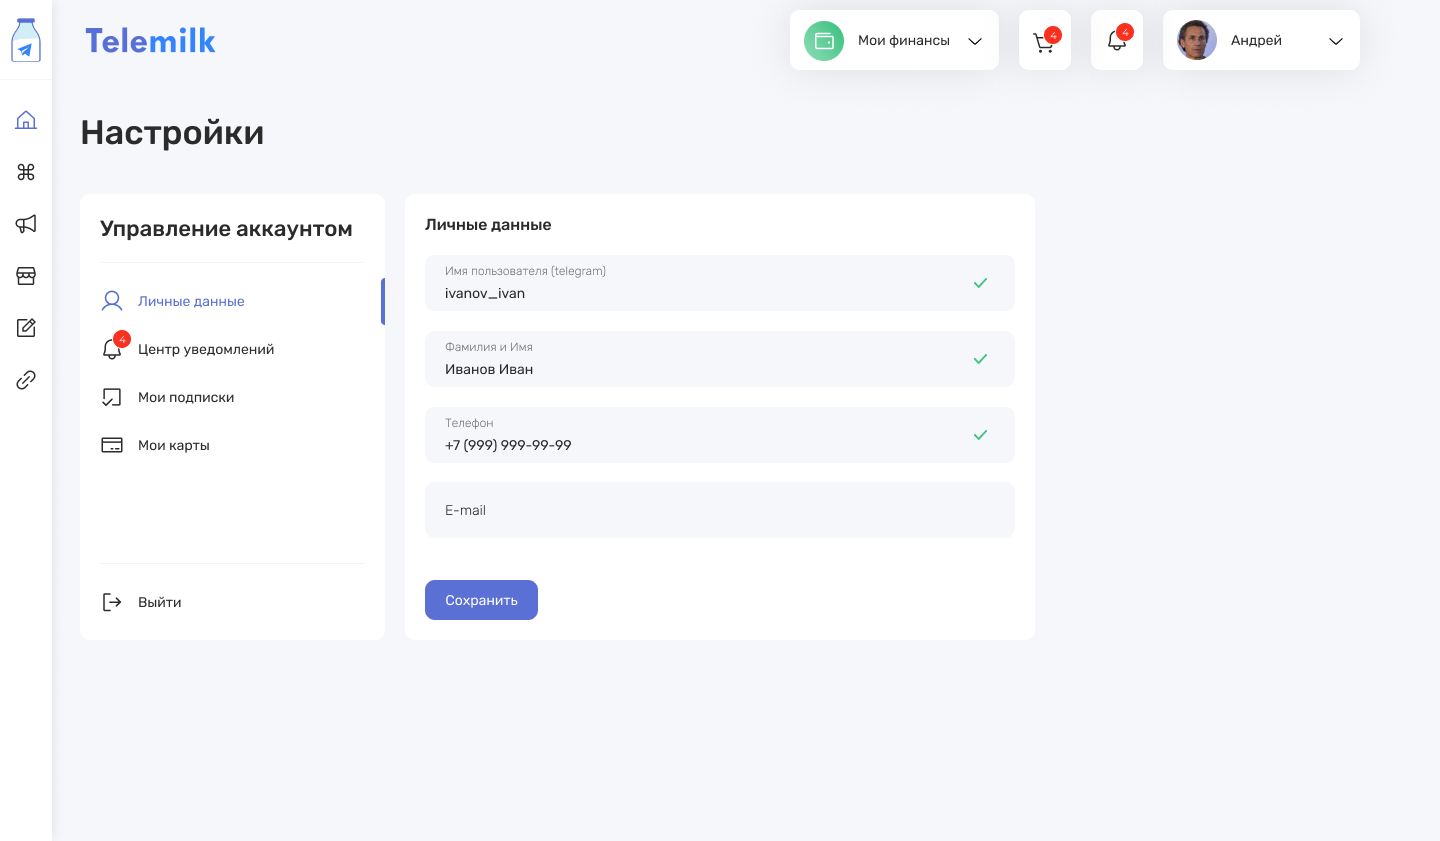 Telemilk
Мои финансы
4
4
Андрей
Настройки
Управление аккаунтом
Личные данные
4
Центр уведомлений
Мои подписки
Мои карты
Выйти
Личные данные
Имя пользователя (telegram)
ivanov_ivan
Фамилия и Имя
Иванов Иван
Телефон
+7 (999) 999-99-99
E-mail
Сохранить